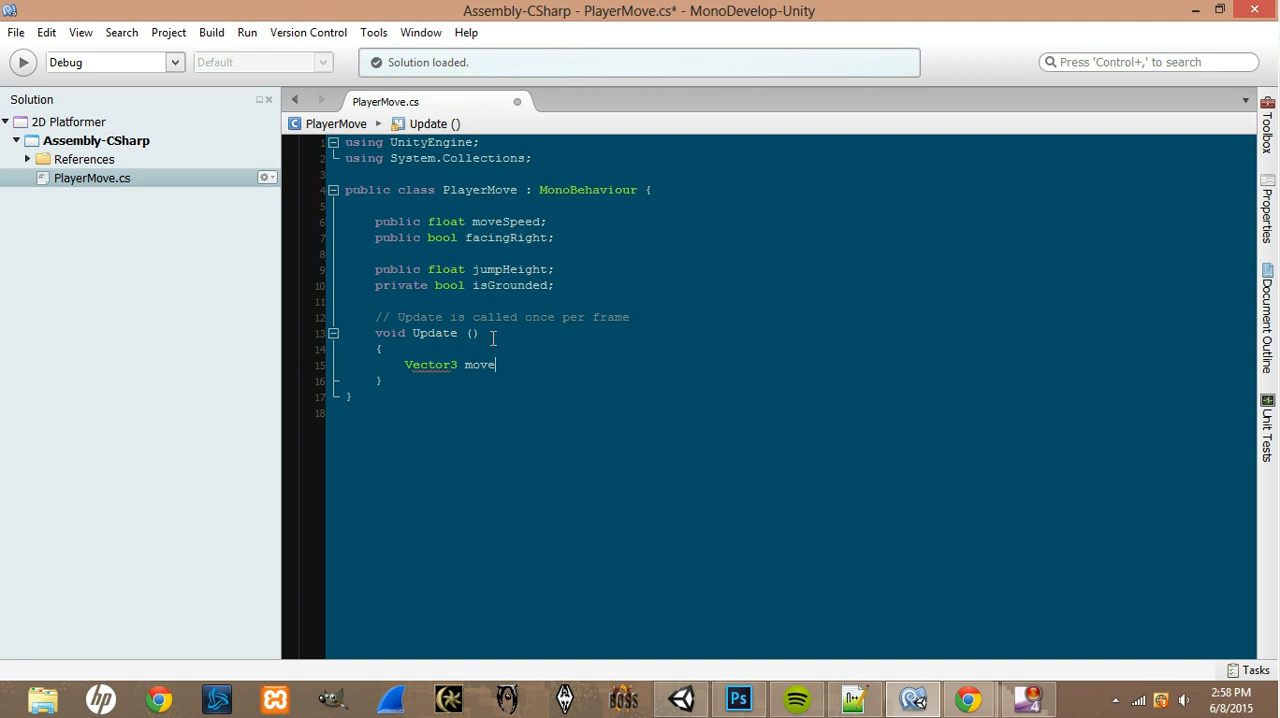 Assembly-CSharp - PlayerMove.cs* - MonoDevelop-Unity
File Edit View Search Project Build Run Version Control Tools Window Help
Debug Default Solution loaded. Press 'Control+,' to search
Solution PlayerMove.cs
2D Platformer PlayerMove Update ()
Assembly-CSharp
References
PlayerMove.cs
1 using UnityEngine;
2 using System.Collections;
3
4 public class PlayerMove : MonoBehaviour {
5
6 public float moveSpeed;
7 public bool facingRight;
8
9 public float jumpHeight;
10 private bool isGrounded;
11
12 // Update is called once per frame
13 void Update ()
14 {
15 Vector3 move
16 }
17 }
18
Toolbox
Properties
Document Outline
Unit Tests
Tasks
hp BOSS Ps n++ 4
2:58 PM
6/8/2015